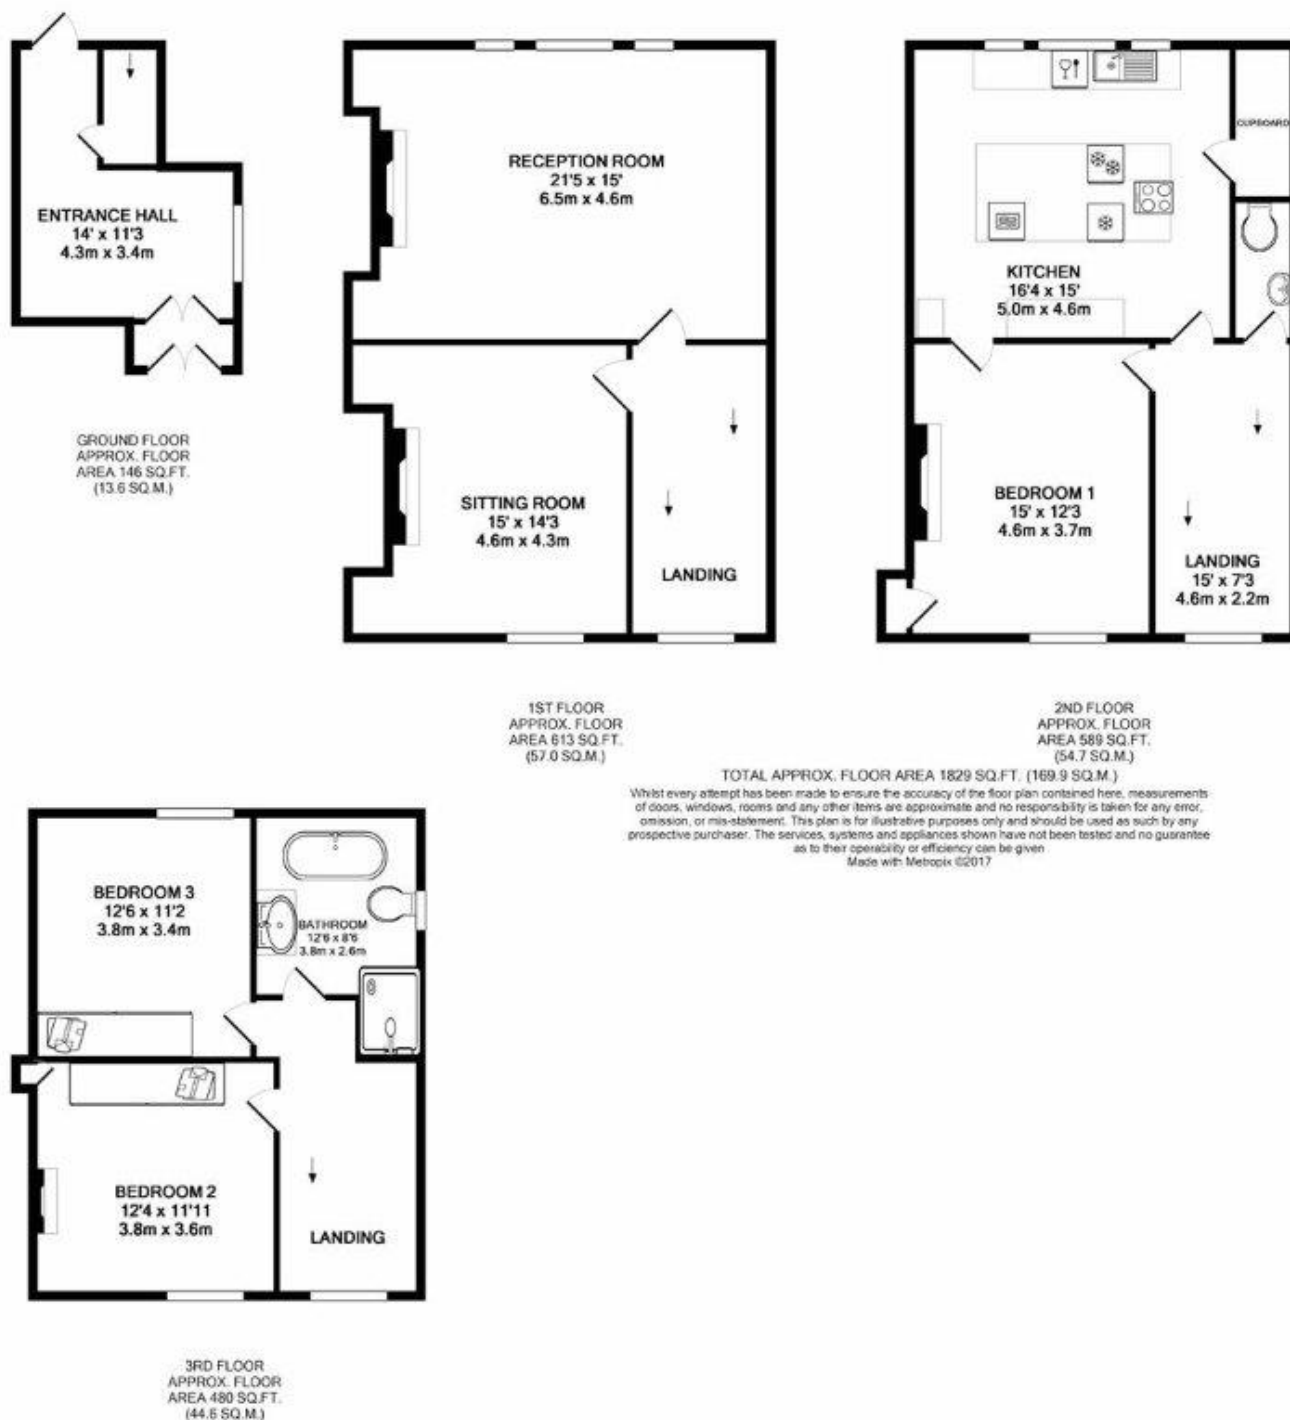 ENTRANCE HALL
14' x 11'3
4.3m x 3.4m
GROUND FLOOR
APPROX. FLOOR
AREA 146 SQ.FT.
(13.6 SQ.M.)
RECEPTION ROOM
21'5 x 15'
6.5m x 4.6m
SITTING ROOM
15' x 14'3
4.6m x 4.3m
LANDING
1ST FLOOR
APPROX. FLOOR
AREA 613 SQ.FT.
(57.0 SQ.M.)
CUPBOARD
KITCHEN
16'4 x 15'
5.0m x 4.6m
BEDROOM 1
15' x 12'3
4.6m x 3.7m
LANDING
15' x 7'3
4.6m x 2.2m
2ND FLOOR
APPROX. FLOOR
AREA 589 SQ.FT.
(54.7 SQ.M.)
TOTAL APPROX. FLOOR AREA 1829 SQ.FT. (169.9 SQ.M.)
Whilst every attempt has been made to ensure the accuracy of the floor plan contained here, measurements
of doors, windows, rooms and any other items are approximate and no responsibility is taken for any error,
omission, or mis-statement. This plan is for illustrative purposes only and should be used as such by any
prospective purchaser. The services, systems and appliances shown have not been tested and no guarantee
as to their operability or efficiency can be given
Made with Metropix ©2017
BEDROOM 3
12'6 x 11'2
3.8m x 3.4m
BATHROOM
12'6 x 8'6
3.8m x 2.6m
BEDROOM 2
12'4 x 11'11
3.8m x 3.6m
LANDING
3RD FLOOR
APPROX. FLOOR
AREA 480 SQ.FT.
(44.6 SQ.M.)